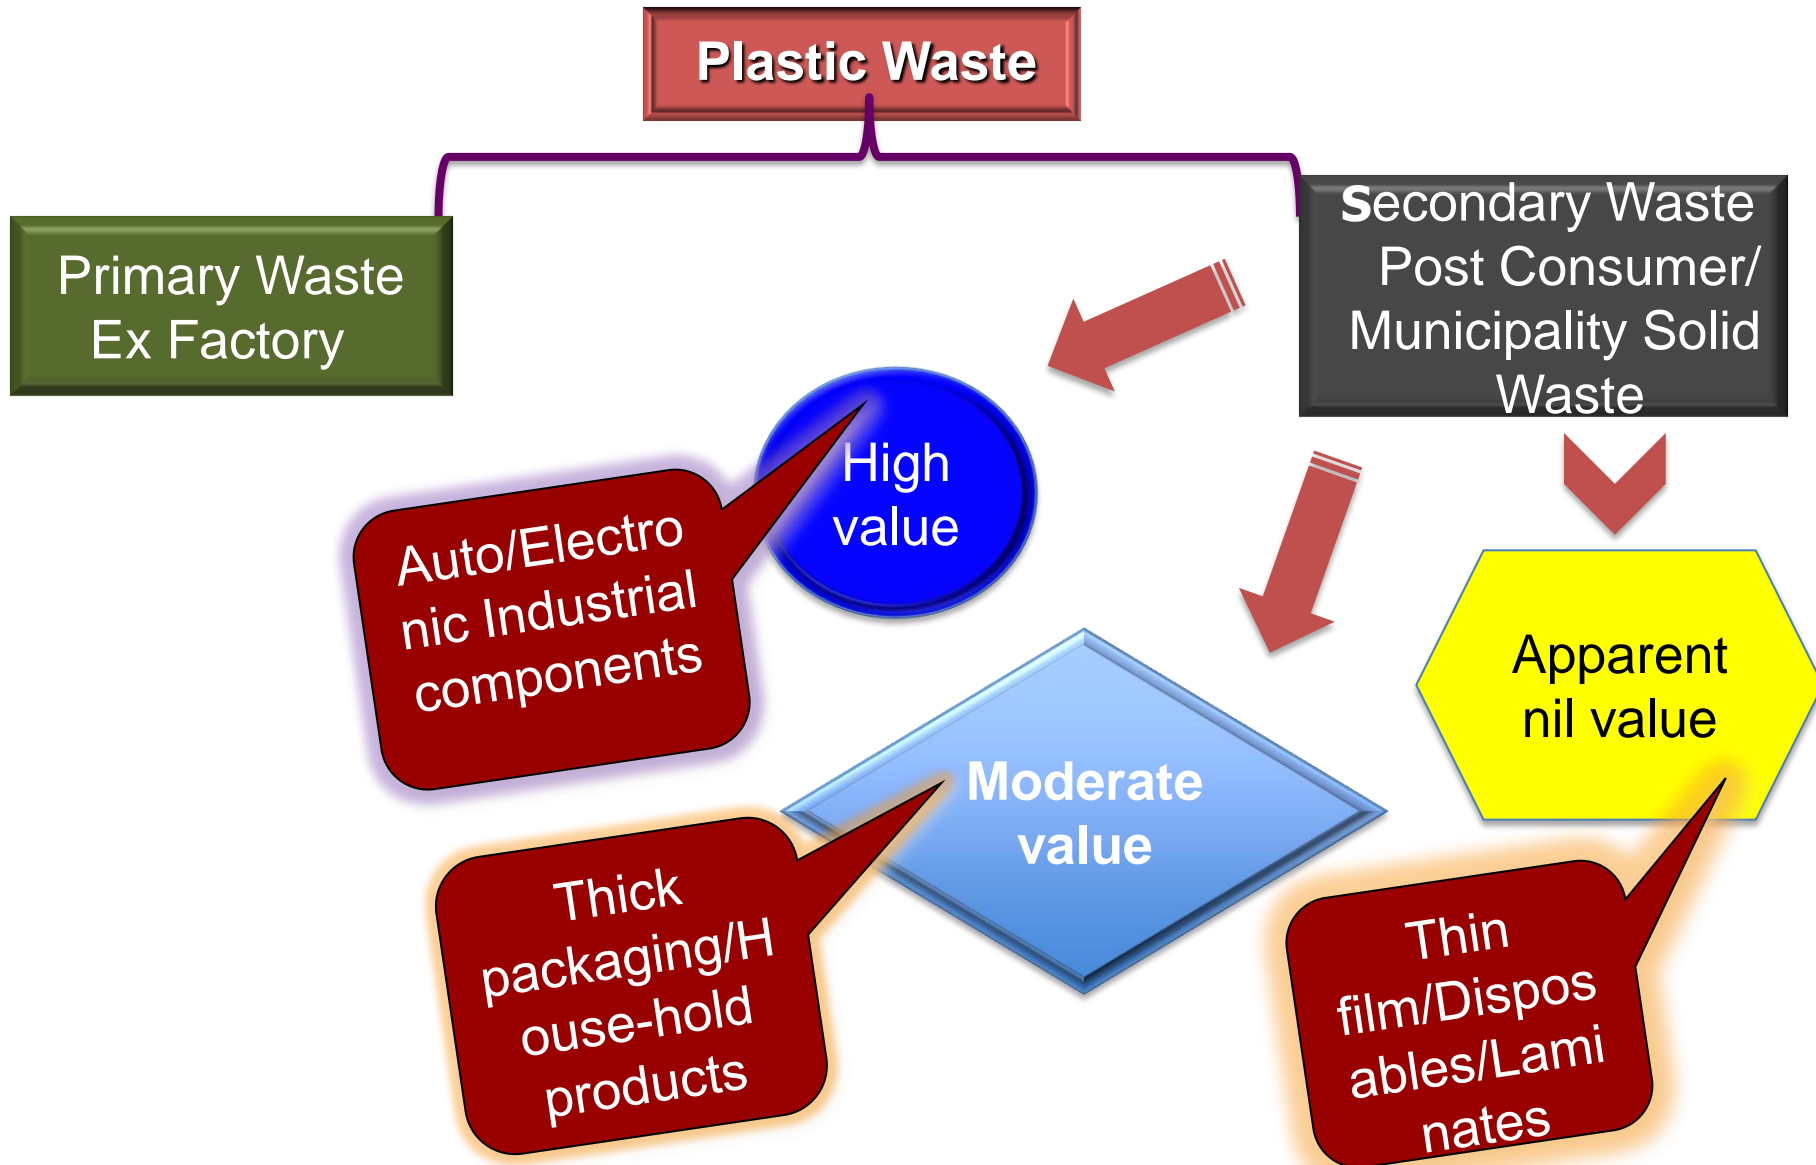 Plastic Waste
Primary Waste
Ex Factory
Secondary Waste
Post Consumer/
Municipality Solid
Waste
High
value
Auto/Electro
nic Industrial
components
Apparent
nil value
Moderate
value
Thick
packaging/H
ouse-hold
products
Thin
film/Dispos
ables/Lami
nates